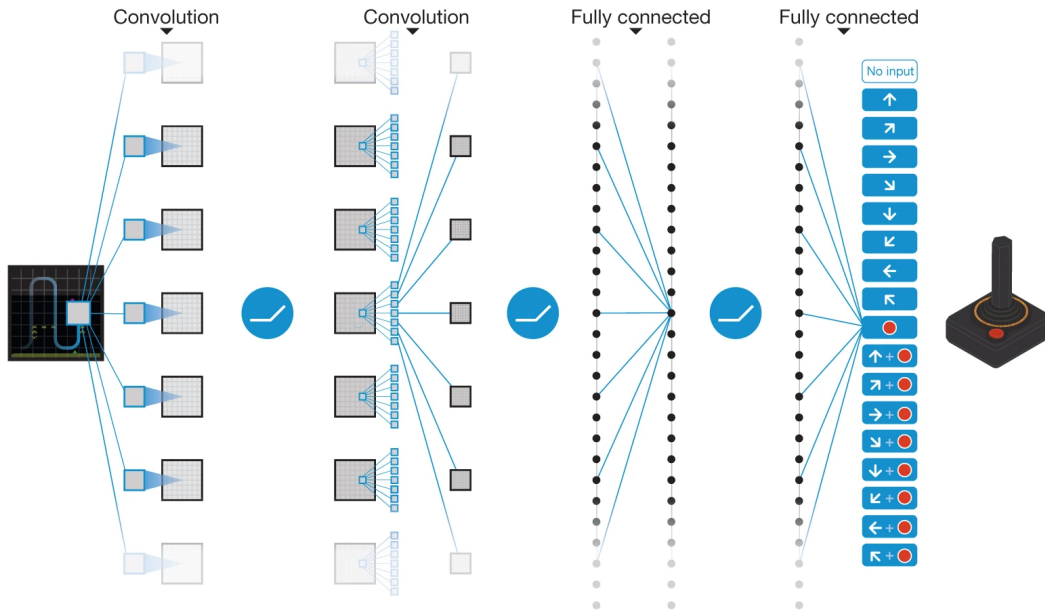 Convolution
Convolution
Fully connected
Fully connected
No input
+
+
+
+
+
+
+
+